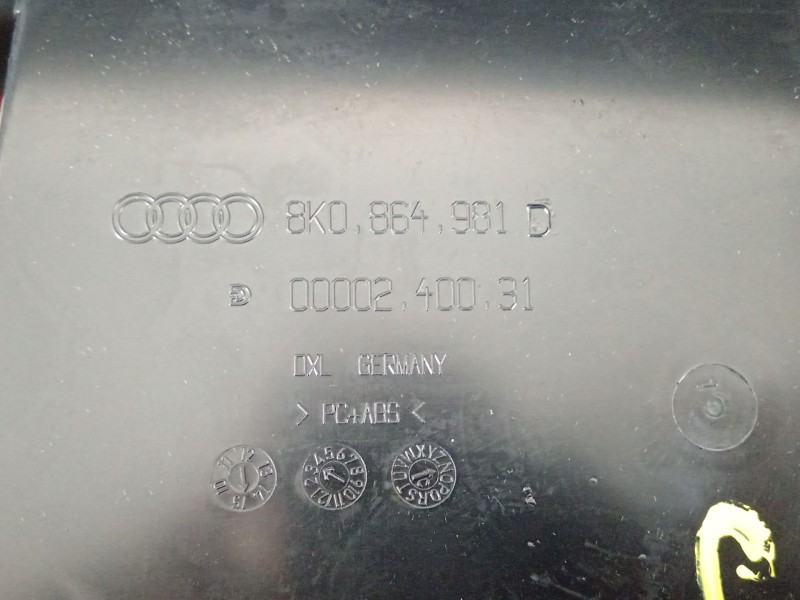 8K0.864.981 D
00002.400.31
DXL GERMANY
> PC+ABS <